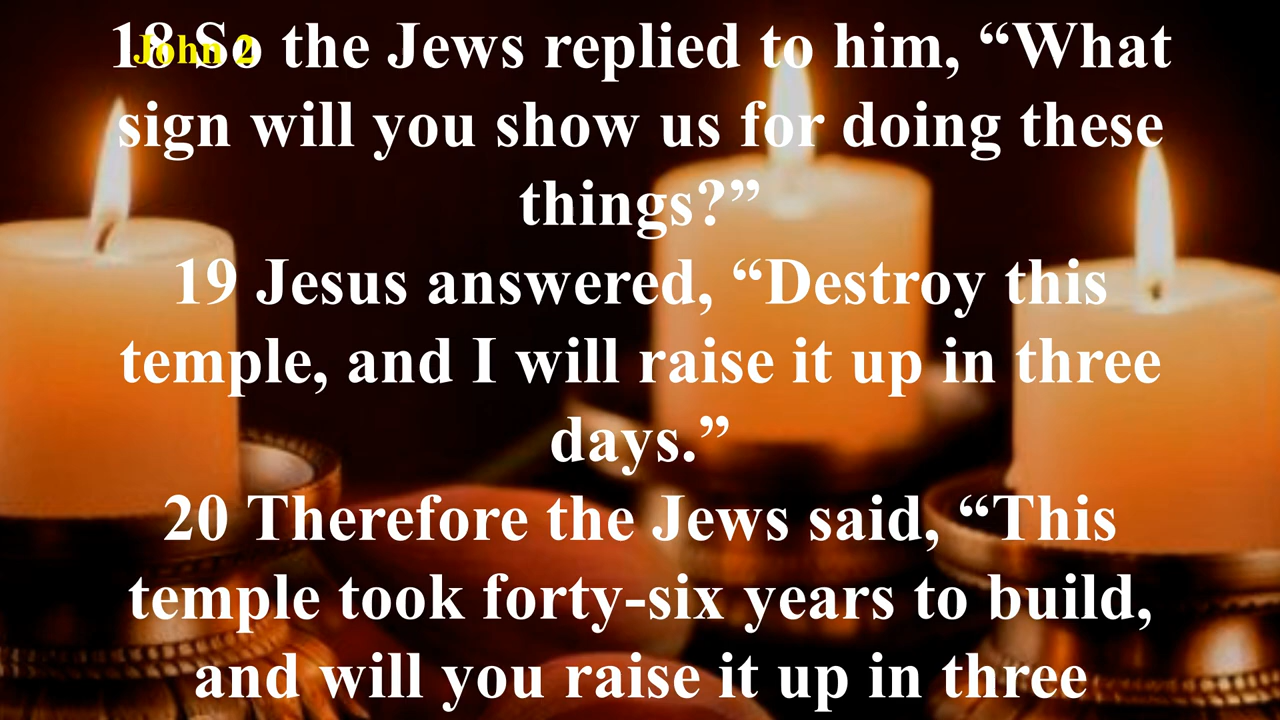 John 2
18 So the Jews replied to him, “What
sign will you show us for doing these
things?”
19 Jesus answered, “Destroy this
temple, and I will raise it up in three
days.”
20 Therefore the Jews said, “This
temple took forty-six years to build,
and will you raise it up in three